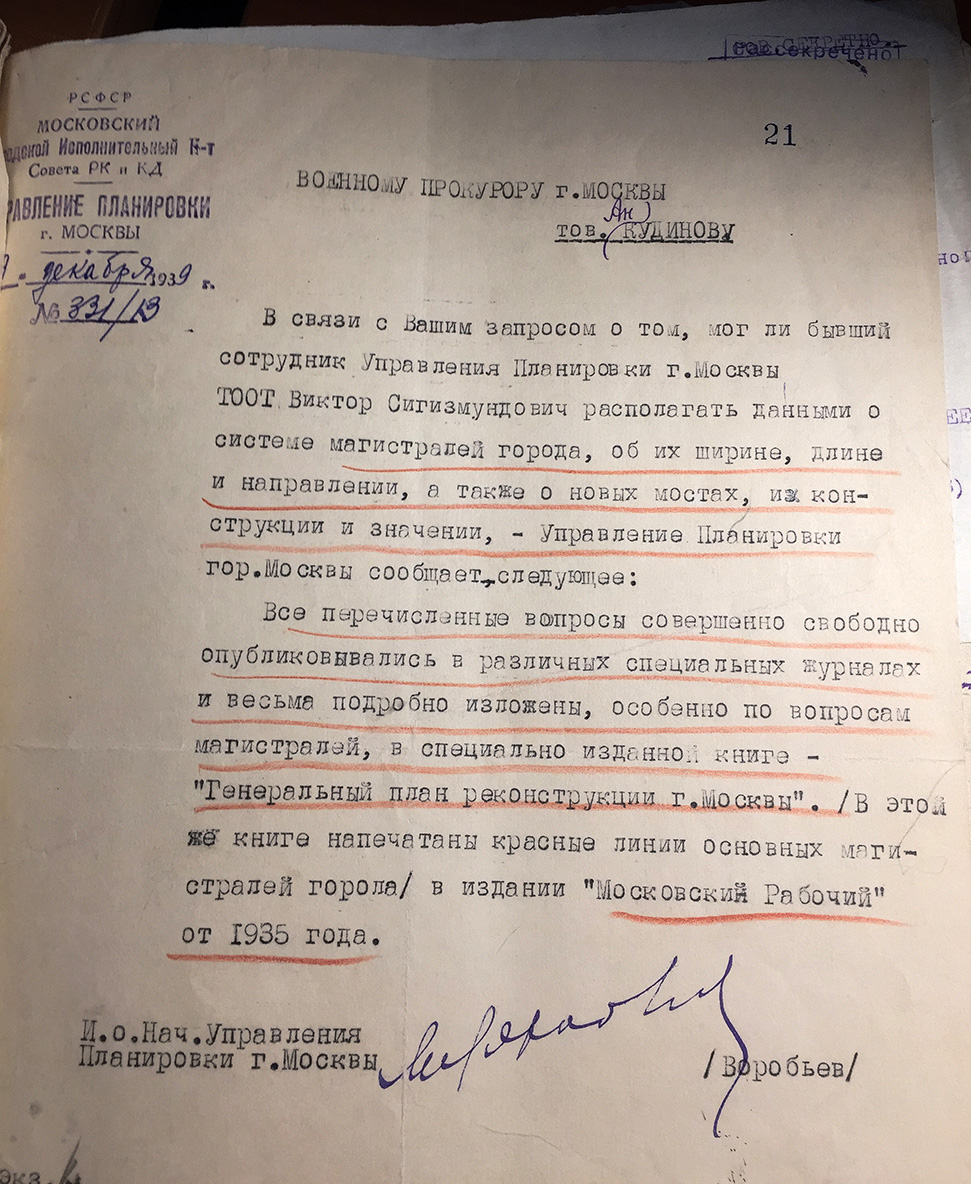 рассекречено
21
РСФСР
МОСКОВСКИЙ
одской Исполнительный К-т
Совета РК и КД
РАВЛЕНИЕ ПЛАНИРОВКИ
г. МОСКВЫ
декабря 1939 г.
№ 331/13
ВОЕННОМУ ПРОКУРОРУ г.МОСКВЫ
тов. КУДИНОВУ
В связи с Вашим запросом о том, мог ли бывший
сотрудник Управления Планировки г.Москвы
ТООТ Виктор Сигизмундович располагать данными о
системе магистралей города, об их ширине, длине
и направлении, а также о новых мостах, их кон-
струкции и значении, - Управление Планировки
гор.Москвы сообщает следующее:
Все перечисленные вопросы совершенно свободно
опубликовывались в различных специальных журналах
и весьма подробно изложены, особенно по вопросам
магистралей, в специально изданной книге -
"Генеральный план реконструкции г.Москвы". /В этой
же книге напечатаны красные линии основных маги-
стралей горола/ в издании "Московский Рабочий"
от 1935 года.
И.о.Нач.Управления
Планировки г.Москвы
/Воробьев/
экз.